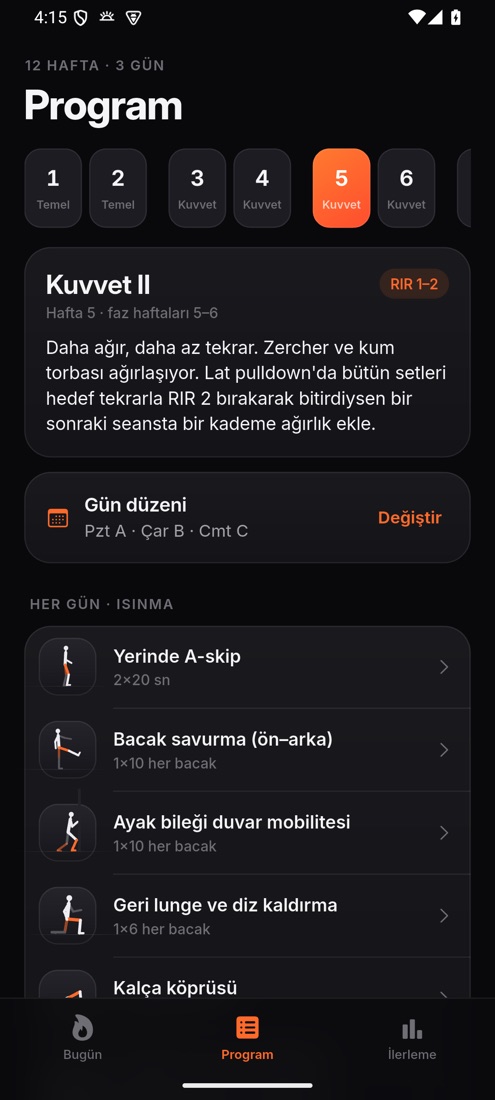 4:15
12 HAFTA · 3 GÜN
Program
1 2 3 4 5 6
Temel Temel Kuvvet Kuvvet Kuvvet Kuvvet
Kuvvet II
RIR 1–2
Hafta 5 · faz haftaları 5–6
Daha ağır, daha az tekrar. Zercher ve kum
torbası ağırlaşıyor. Lat pulldown'da bütün setleri
hedef tekrarla RIR 2 bırakarak bitirdiysen bir
sonraki seansta bir kademe ağırlık ekle.
Gün düzeni
Pzt A · Çar B · Cmt C
Değiştir
HER GÜN · ISINMA
Yerinde A-skip
2×20 sn
Bacak savurma (ön–arka)
1×10 her bacak
Ayak bileği duvar mobilitesi
1×10 her bacak
Geri lunge ve diz kaldırma
1×6 her bacak
Kalça köprüsü
Bugün Program İlerleme